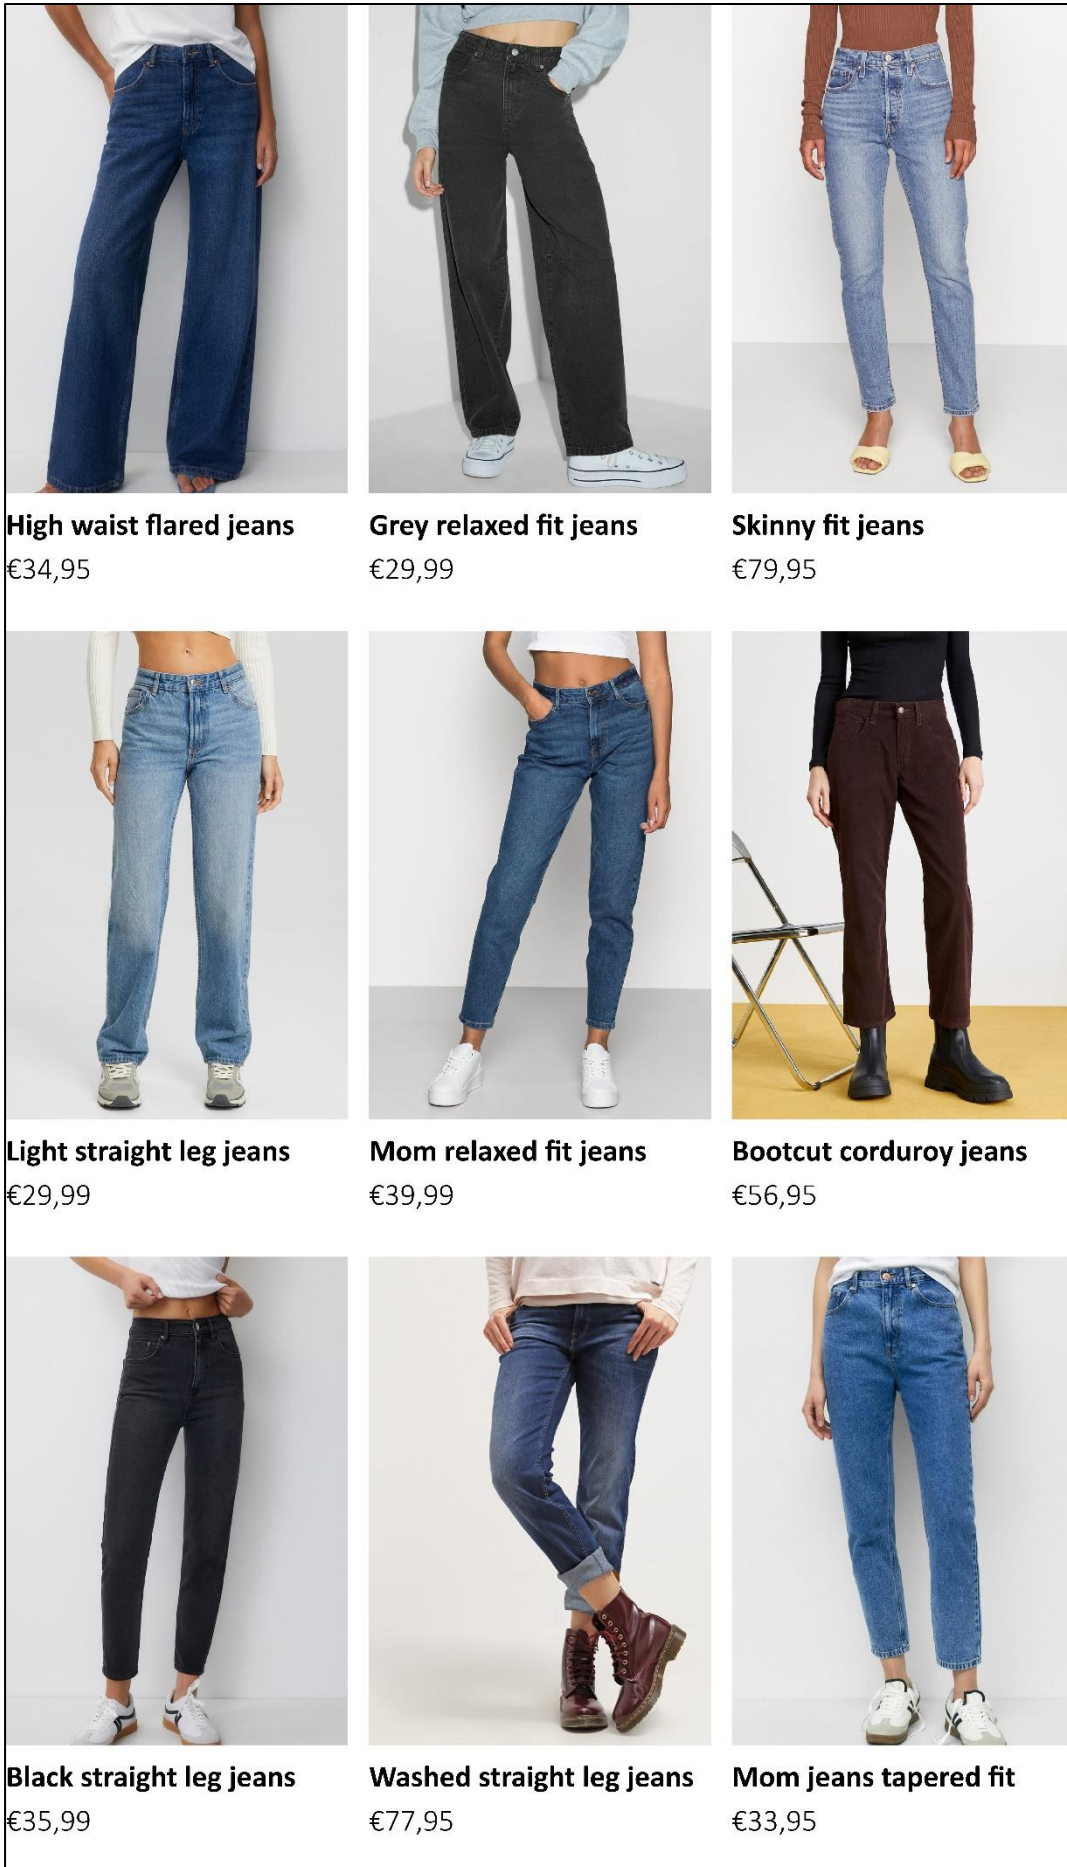 High waist flared jeans
€34,95
Grey relaxed fit jeans
€29,99
Skinny fit jeans
€79,95
Light straight leg jeans
€29,99
Mom relaxed fit jeans
€39,99
Bootcut corduroy jeans
€56,95
Black straight leg jeans
€35,99
Washed straight leg jeans
€77,95
Mom jeans tapered fit
€33,95